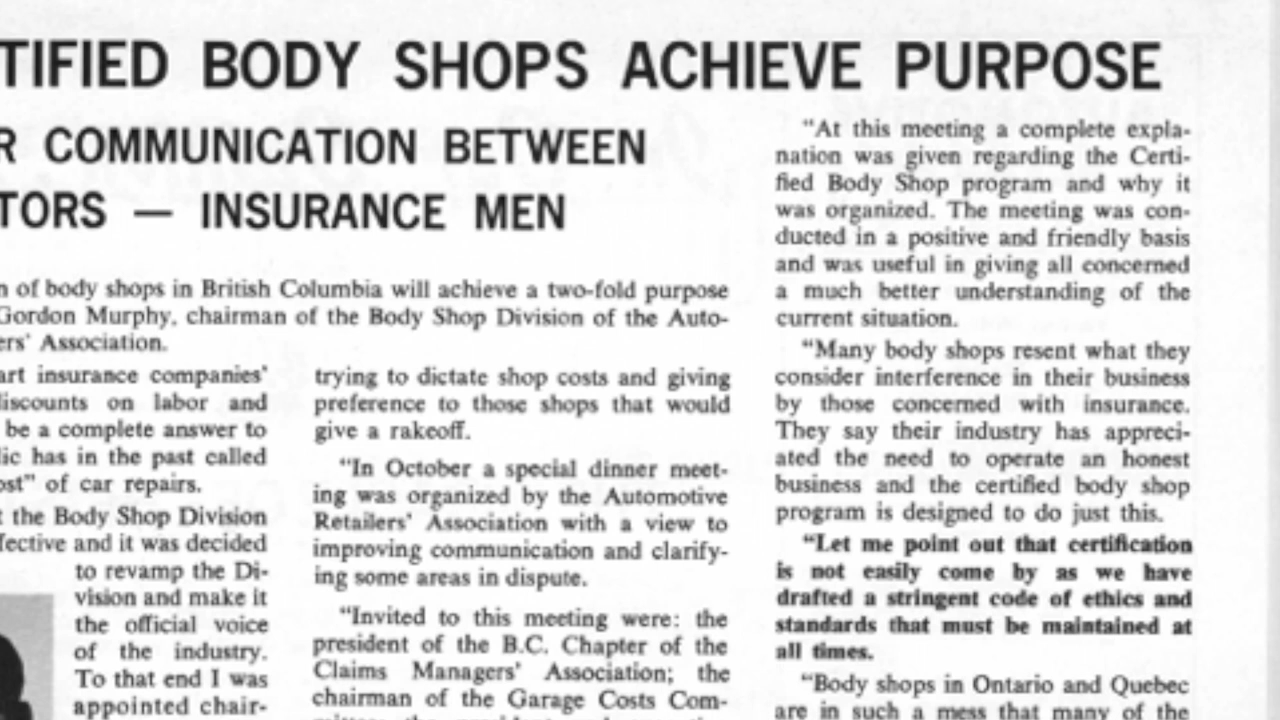 TIFIED BODY SHOPS ACHIEVE PURPOSE
R COMMUNICATION BETWEEN
TORS — INSURANCE MEN
n of body shops in British Columbia will achieve a two-fold purpose
Gordon Murphy, chairman of the Body Shop Division of the Auto-
ers' Association.
art insurance companies'
discounts on labor and
be a complete answer to
lic has in the past called
ost" of car repairs.
t the Body Shop Division
fective and it was decided
to revamp the Di-
vision and make it
the official voice
of the industry.
To that end I was
appointed chair-
trying to dictate shop costs and giving
preference to those shops that would
give a rakeoff.
"In October a special dinner meet-
ing was organized by the Automotive
Retailers' Association with a view to
improving communication and clarify-
ing some areas in dispute.
"Invited to this meeting were: the
president of the B.C. Chapter of the
Claims Managers' Association; the
chairman of the Garage Costs Com-
"At this meeting a complete expla-
nation was given regarding the Certi-
fied Body Shop program and why it
was organized. The meeting was con-
ducted in a positive and friendly basis
and was useful in giving all concerned
a much better understanding of the
current situation.
"Many body shops resent what they
consider interference in their business
by those concerned with insurance.
They say their industry has appreci-
ated the need to operate an honest
business and the certified body shop
program is designed to do just this.
"Let me point out that certification
is not easily come by as we have
drafted a stringent code of ethics and
standards that must be maintained at
all times.
"Body shops in Ontario and Quebec
are in such a mess that many of the